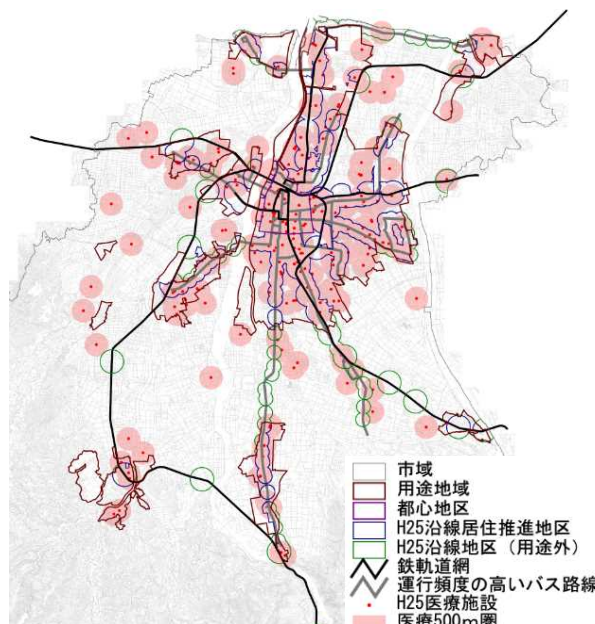 市域
用途地域
都心地区
H25沿線居住推進地区
H25沿線地区（用途外）
鉄軌道網
運行頻度の高いバス路線
H25医療施設
医療500m圏